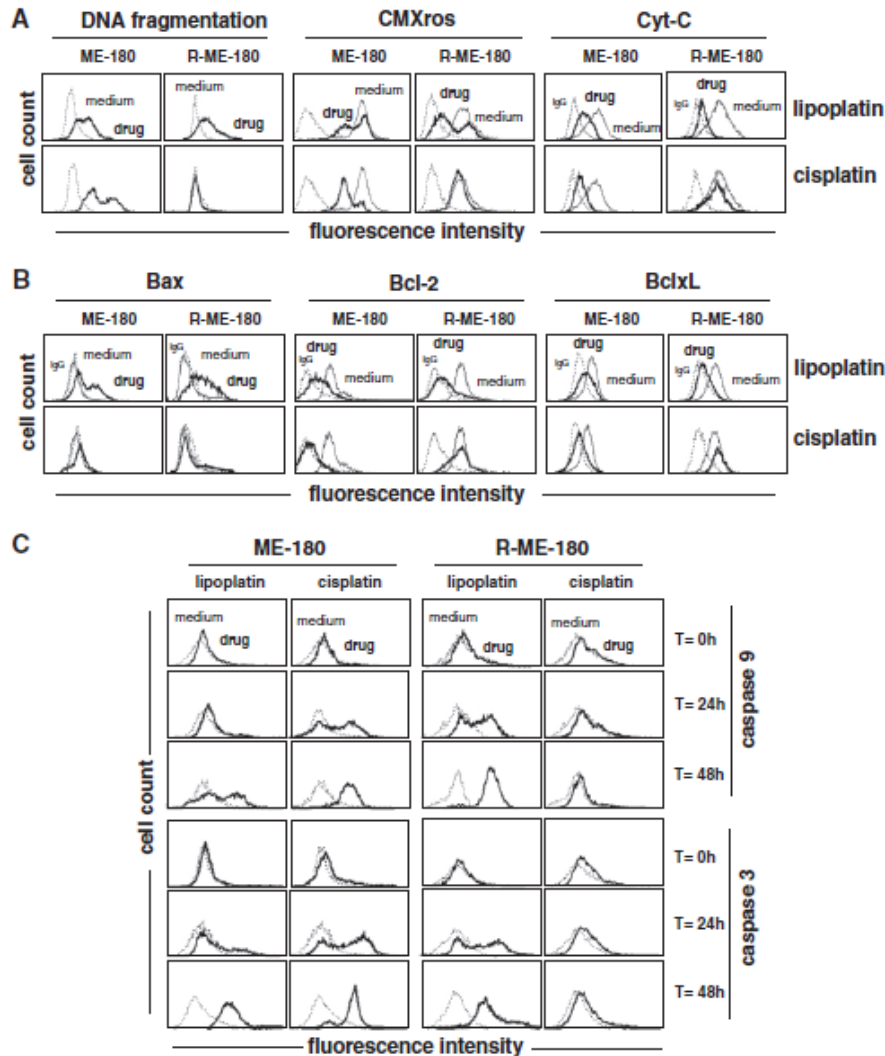 A
DNA fragmentation CMXros Cyt-C
ME-180 R-ME-180 ME-180 R-ME-180 ME-180 R-ME-180
medium drug medium drug drug medium drug medium IgG drug medium IgG drug medium lipoplatin
cisplatin
cell count
fluorescence intensity
B
Bax Bcl-2 BclxL
ME-180 R-ME-180 ME-180 R-ME-180 ME-180 R-ME-180
IgG medium drug IgG medium drug IgG drug medium IgG drug medium IgG drug medium IgG drug medium lipoplatin
cisplatin
cell count
fluorescence intensity
C
ME-180 R-ME-180
lipoplatin cisplatin lipoplatin cisplatin
medium drug medium drug medium drug medium drug T= 0h
T= 24h
T= 48h
caspase 9
T= 0h
T= 24h
T= 48h
caspase 3
cell count
fluorescence intensity